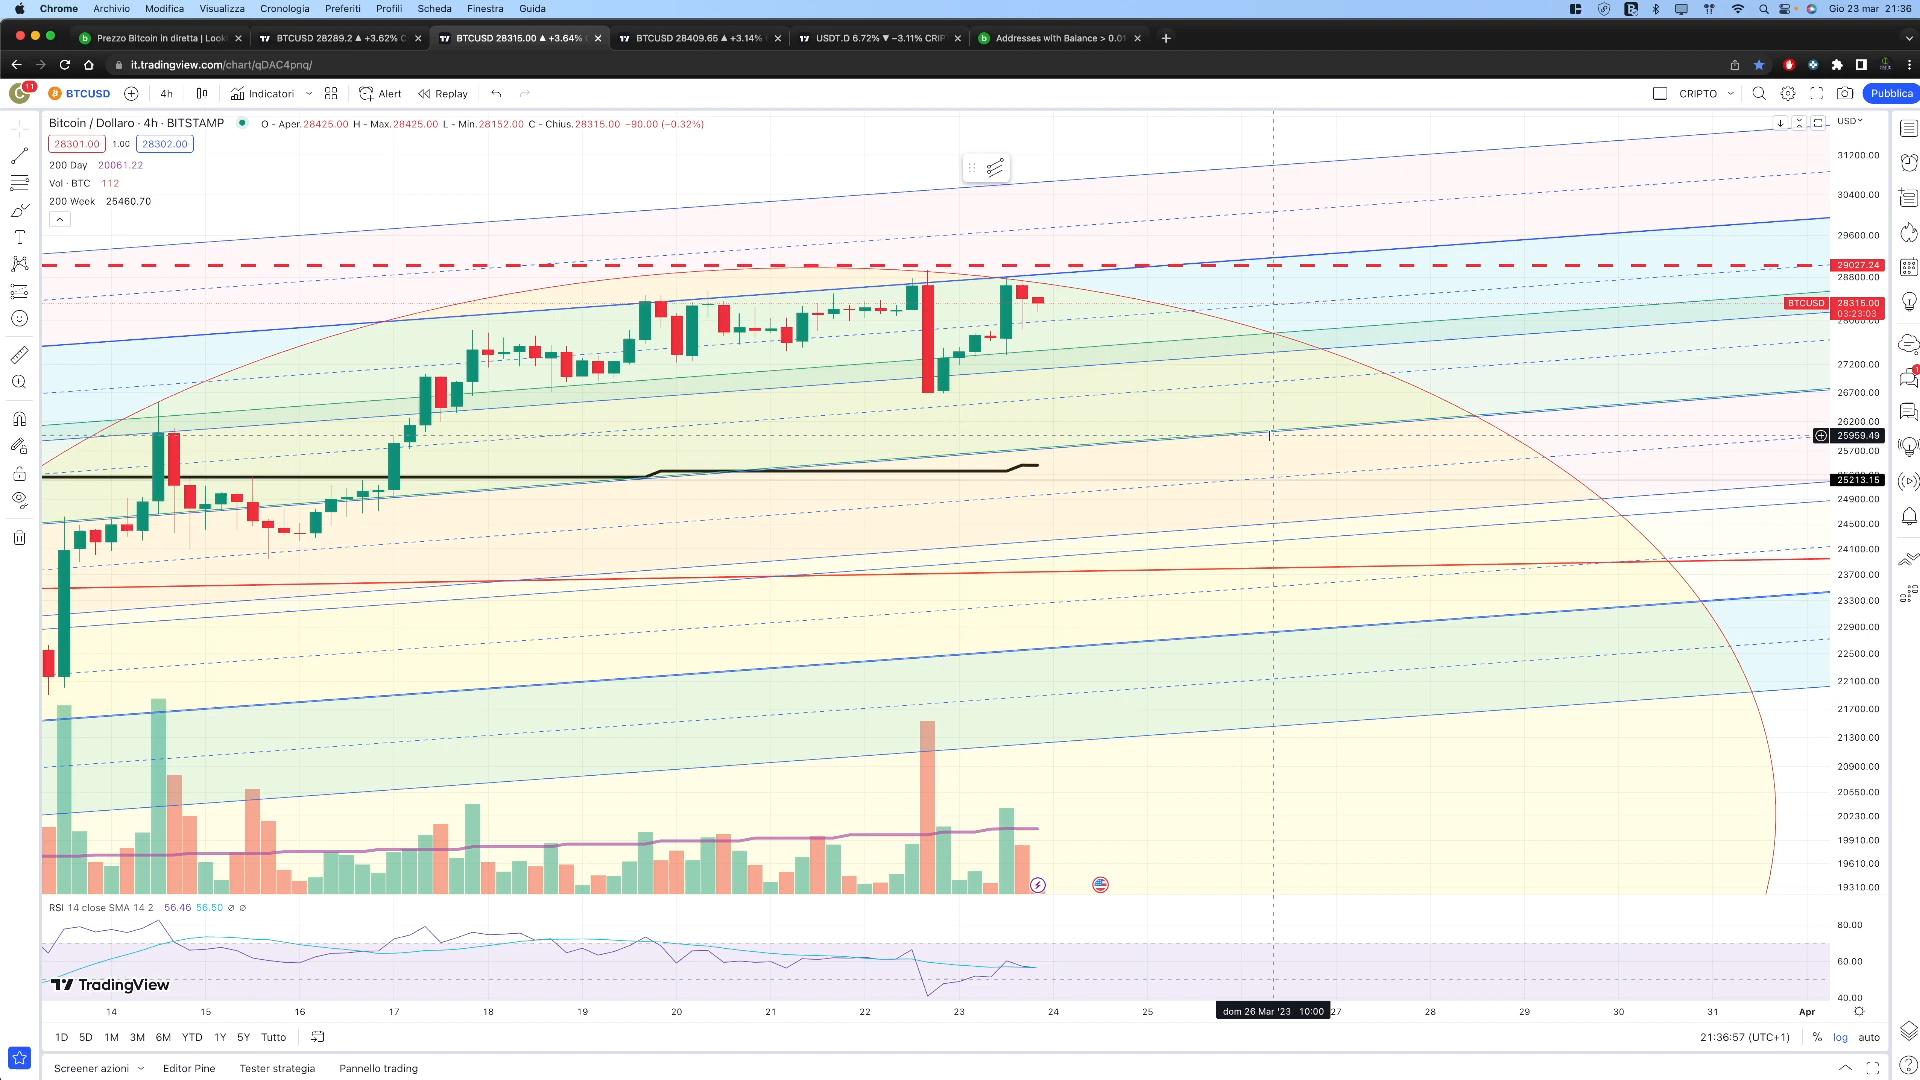 Chrome Archivio Modifica Visualizza Cronologia Preferiti Profili Scheda Finestra Guida Gio 23 mar 21:36
Prezzo Bitcoin in diretta | Look BTCUSD 28289.2 ▲ +3.62% C BTCUSD 28315.00 ▲ +3.64% BTCUSD 28409.65 ▲ +3.14% USDT.D 6.72% ▼ −3.11% CRIP Addresses with Balance > 0.01
it.tradingview.com/chart/qDAC4pnq/
11 BTCUSD 4h Indicatori Alert Replay CRIPTO Pubblica
Bitcoin / Dollaro · 4h · BITSTAMP O - Aper.28425.00 H - Max.28425.00 L - Min.28152.00 C - Chius.28315.00 −90.00 (−0.32%)
USD
28301.00 1.00 28302.00
200 Day 20061.22
Vol · BTC 112
200 Week 25460.70
31200.00
30400.00
29600.00
29027.24
28800.00
BTCUSD 28315.00
03:23:03
28000.00
27200.00
26700.00
26200.00
25959.49
25700.00
25213.15
24900.00
24500.00
24100.00
23700.00
23300.00
22900.00
22500.00
22100.00
21700.00
21300.00
20900.00
20550.00
20230.00
19910.00
19610.00
19310.00
RSI 14 close SMA 14 2 56.46 56.50 ∅ ∅
80.00
60.00
40.00
TradingView
14 15 16 17 18 19 20 21 22 23 24 25 dom 26 Mar '23 10:00 27 28 29 30 31 Apr
1D 5D 1M 3M 6M YTD 1Y 5Y Tutto 21:36:57 (UTC+1) % log auto
Screener azioni Editor Pine Tester strategia Pannello trading